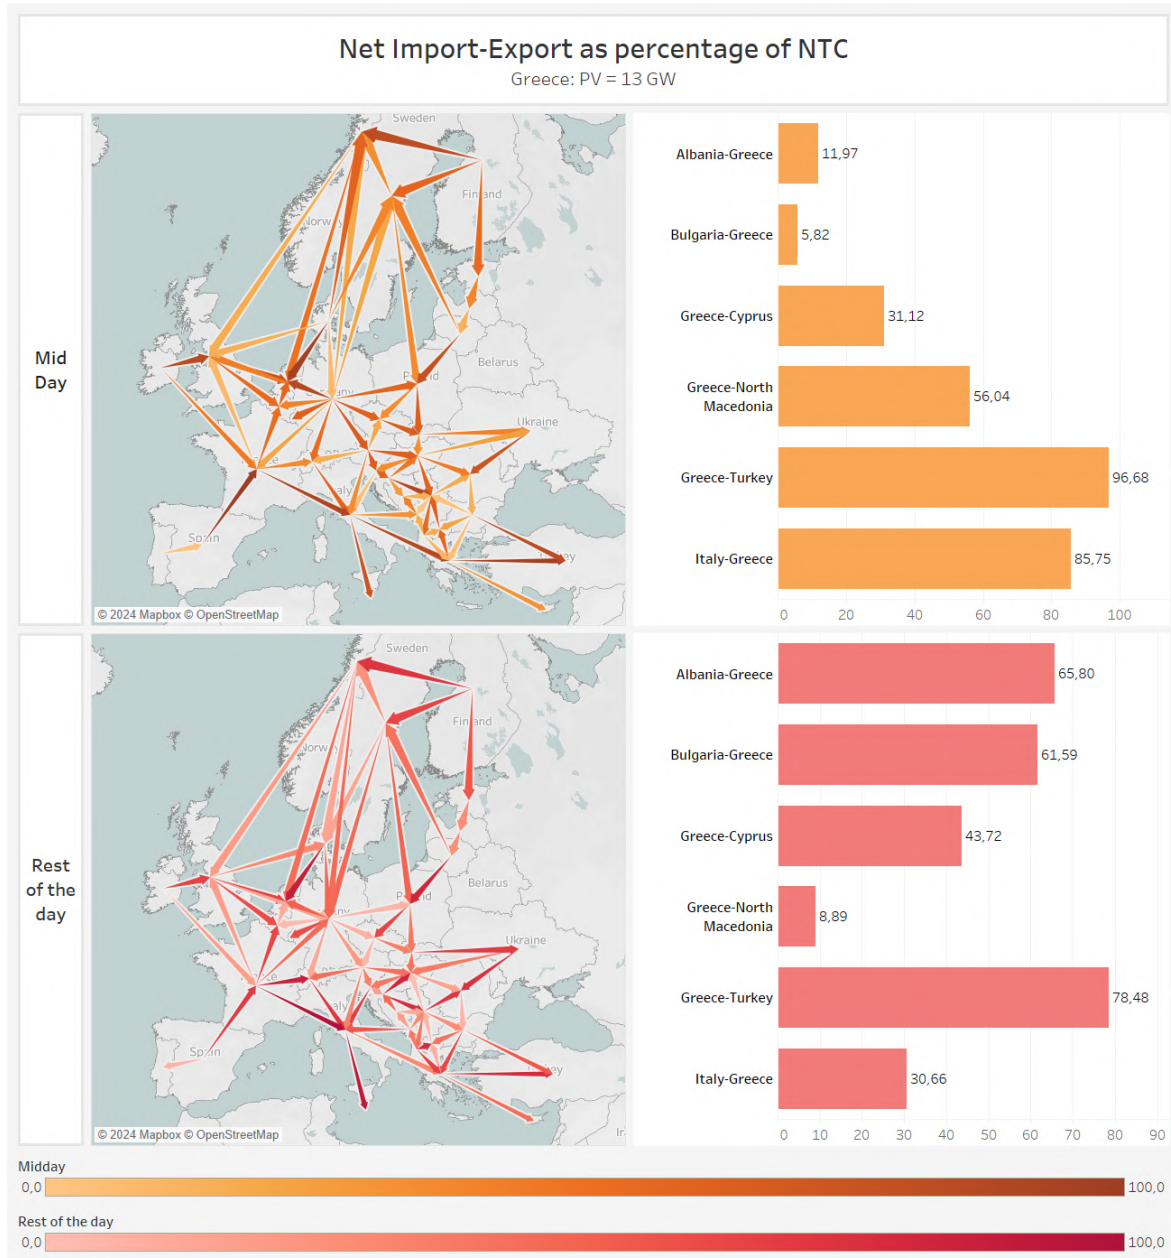 Net Import-Export as percentage of NTC
Greece: PV = 13 GW
Mid
Day
Sweden
Finland
Belarus
Ukraine
Spain
© 2024 Mapbox © OpenStreetMap
Albania-Greece
11,97
Bulgaria-Greece
5,82
Greece-Cyprus
31,12
Greece-North
Macedonia
56,04
Greece-Turkey
96,68
Italy-Greece
85,75
0 20 40 60 80 100
Rest
of the
day
Sweden
Finland
Belarus
Ukraine
Spain
© 2024 Mapbox © OpenStreetMap
Albania-Greece
65,80
Bulgaria-Greece
61,59
Greece-Cyprus
43,72
Greece-North
Macedonia
8,89
Greece-Turkey
78,48
Italy-Greece
30,66
0 10 20 30 40 50 60 70 80 90
Midday
0,0 100,0
Rest of the day
0,0 100,0